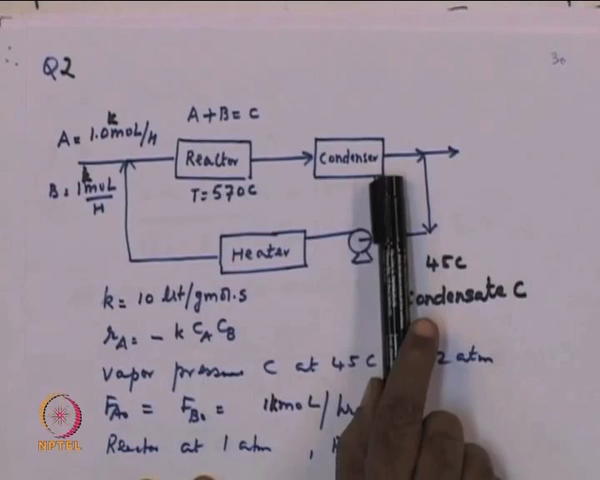 Q2
30
A = 1.0 kmoL/H
A + B = C
B = 1 kmoL/H
Reactor
Condenser
T = 570C
Heater
45C
condensate C
k = 10 lit/gmol.s
rA = - k CA CB
vapor pressure C at 45C 2 atm
FA0 = FB0 = 1kmoL/hr
Reactor at 1 atm ,
NPTEL